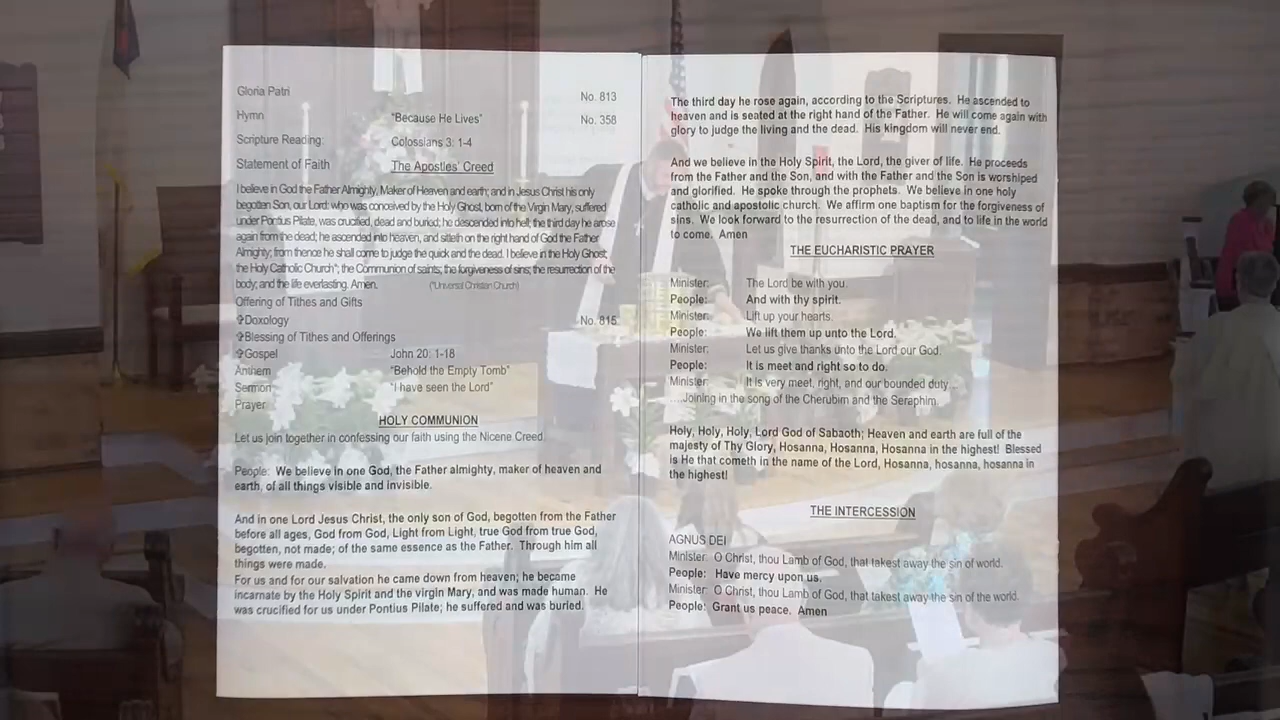 Gloria Patri No. 813
Hymn "Because He Lives" No. 358
Scripture Reading: Colossians 3: 1-4
Statement of Faith The Apostles' Creed
I believe in God the Father Almighty, Maker of Heaven and earth; and in Jesus Christ his only
begotten Son, our Lord: who was conceived by the Holy Ghost, born of the Virgin Mary, suffered
under Pontius Pilate, was crucified, dead and buried; he descended into hell; the third day he arose
again from the dead; he ascended into heaven, and sitteth on the right hand of God the Father
Almighty; from thence he shall come to judge the quick and the dead. I believe in the Holy Ghost;
the Holy Catholic Church*; the Communion of saints; the forgiveness of sins; the resurrection of the
body; and the life everlasting. Amen. (*Universal Christian Church)
Offering of Tithes and Gifts
✞Doxology No. 815
✞Blessing of Tithes and Offerings
✞Gospel John 20: 1-18
Anthem "Behold the Empty Tomb"
Sermon "I have seen the Lord"
Prayer
HOLY COMMUNION
Let us join together in confessing our faith using the Nicene Creed
People: We believe in one God, the Father almighty, maker of heaven and
earth, of all things visible and invisible.
And in one Lord Jesus Christ, the only son of God, begotten from the Father
before all ages, God from God, Light from Light, true God from true God,
begotten, not made; of the same essence as the Father. Through him all
things were made.
For us and for our salvation he came down from heaven; he became
incarnate by the Holy Spirit and the virgin Mary, and was made human. He
was crucified for us under Pontius Pilate; he suffered and was buried.
The third day he rose again, according to the Scriptures. He ascended to
heaven and is seated at the right hand of the Father. He will come again with
glory to judge the living and the dead. His kingdom will never end.
And we believe in the Holy Spirit, the Lord, the giver of life. He proceeds
from the Father and the Son, and with the Father and the Son is worshiped
and glorified. He spoke through the prophets. We believe in one holy
catholic and apostolic church. We affirm one baptism for the forgiveness of
sins. We look forward to the resurrection of the dead, and to life in the world
to come. Amen
THE EUCHARISTIC PRAYER
Minister: The Lord be with you.
People: And with thy spirit.
Minister: Lift up your hearts.
People: We lift them up unto the Lord.
Minister: Let us give thanks unto the Lord our God.
People: It is meet and right so to do.
Minister: It is very meet, right, and our bounded duty...
....Joining in the song of the Cherubim and the Seraphim.
Holy, Holy, Holy, Lord God of Sabaoth; Heaven and earth are full of the
majesty of Thy Glory, Hosanna, Hosanna, Hosanna in the highest! Blessed
is He that cometh in the name of the Lord, Hosanna, hosanna, hosanna in
the highest!
THE INTERCESSION
AGNUS DEI
Minister: O Christ, thou Lamb of God, that takest away the sin of world.
People: Have mercy upon us.
Minister: O Christ, thou Lamb of God, that takest away the sin of the world.
People: Grant us peace. Amen